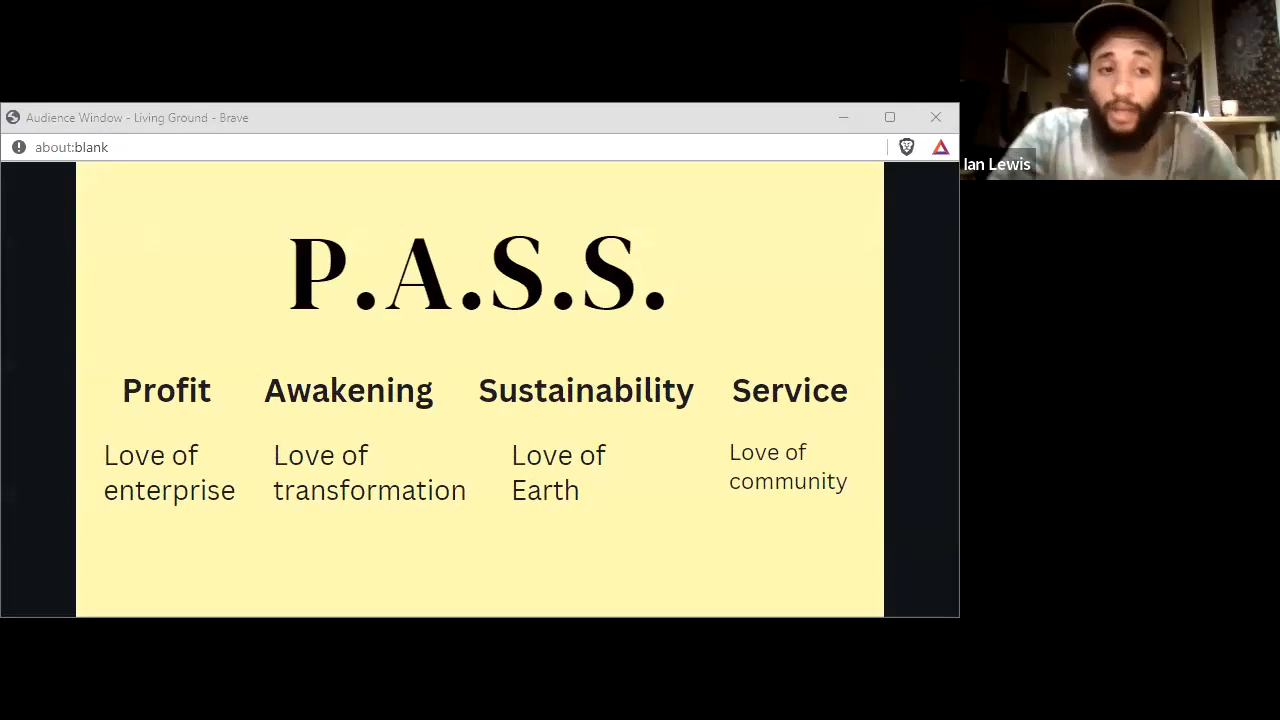 Audience Window - Living Ground - Brave
about:blank
P.A.S.S.
Profit
Awakening
Sustainability
Service
Love of
enterprise
Love of
transformation
Love of
Earth
Love of
community
Ian Lewis